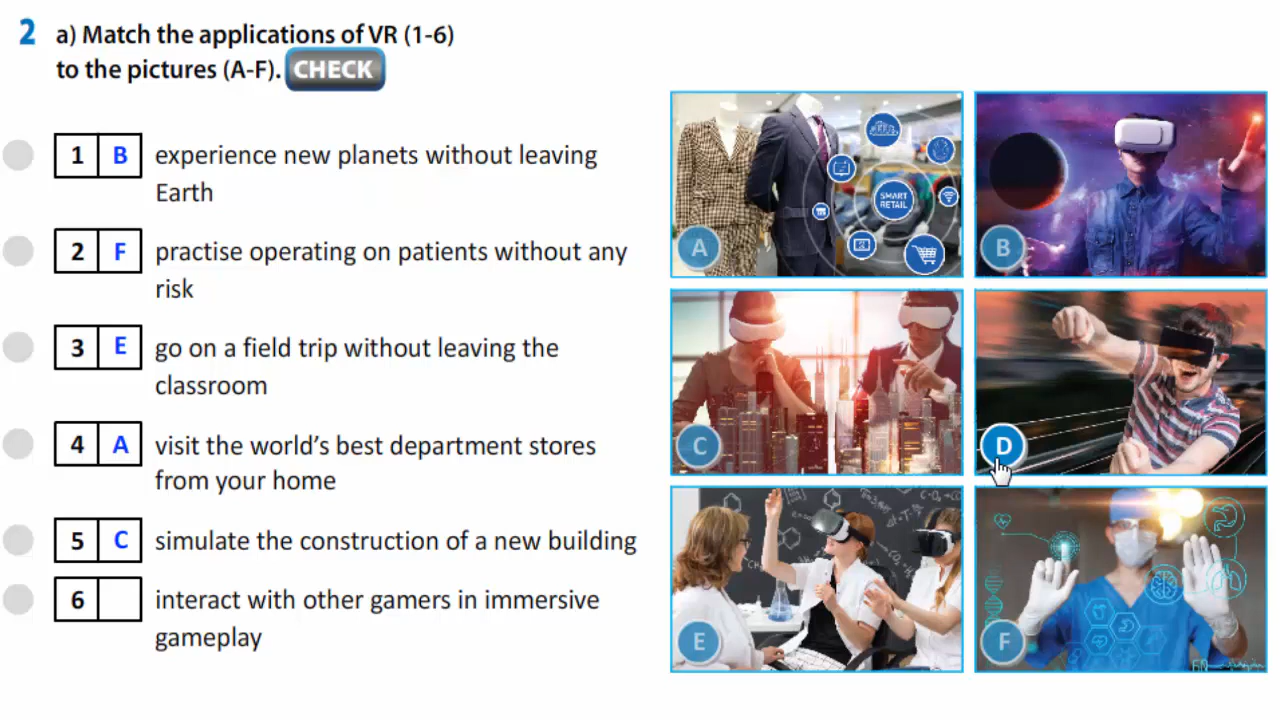 2 a) Match the applications of VR (1-6)
to the pictures (A-F). CHECK
1 B experience new planets without leaving
Earth
2 F practise operating on patients without any
risk
3 E go on a field trip without leaving the
classroom
4 A visit the world's best department stores
from your home
5 C simulate the construction of a new building
6 interact with other gamers in immersive
gameplay
SMART
RETAIL
A
B
C
D
E
F